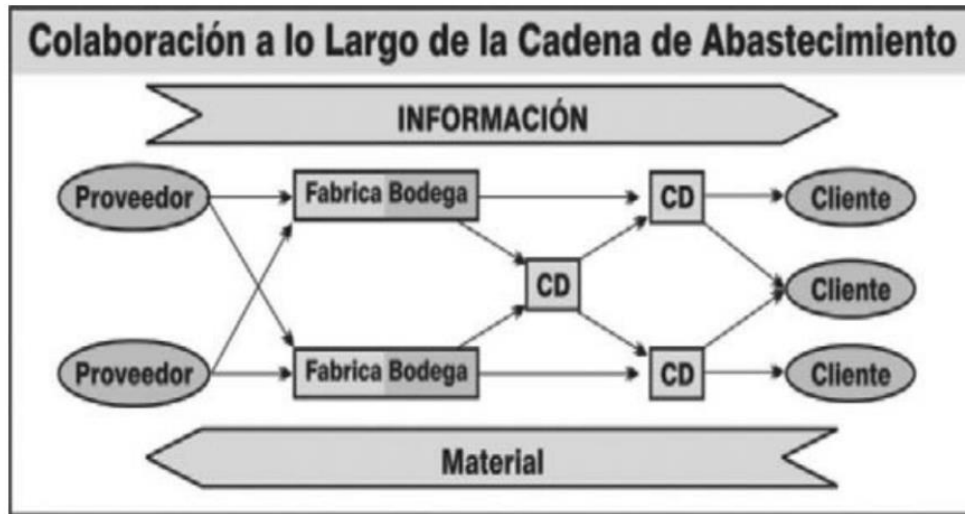 Colaboración a lo Largo de la Cadena de Abastecimiento
INFORMACIÓN
Proveedor Fabrica Bodega CD Cliente
CD Cliente
Proveedor Fabrica Bodega CD Cliente
Material